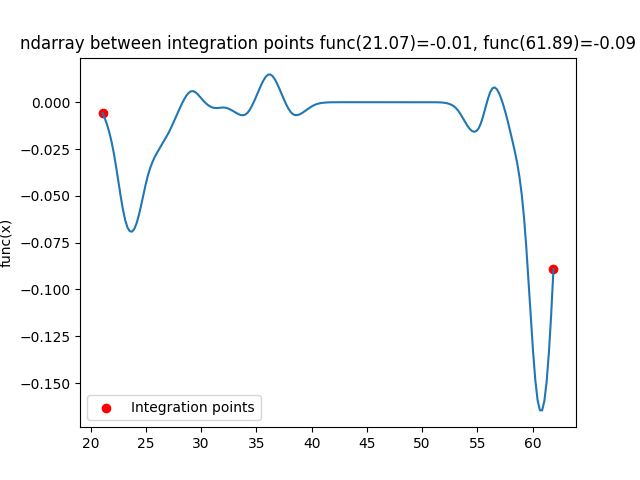 ndarray between integration points func(21.07)=-0.01, func(61.89)=-0.09
func(x)
0.000
−0.025
−0.050
−0.075
−0.100
−0.125
−0.150
Integration points
20 25 30 35 40 45 50 55 60